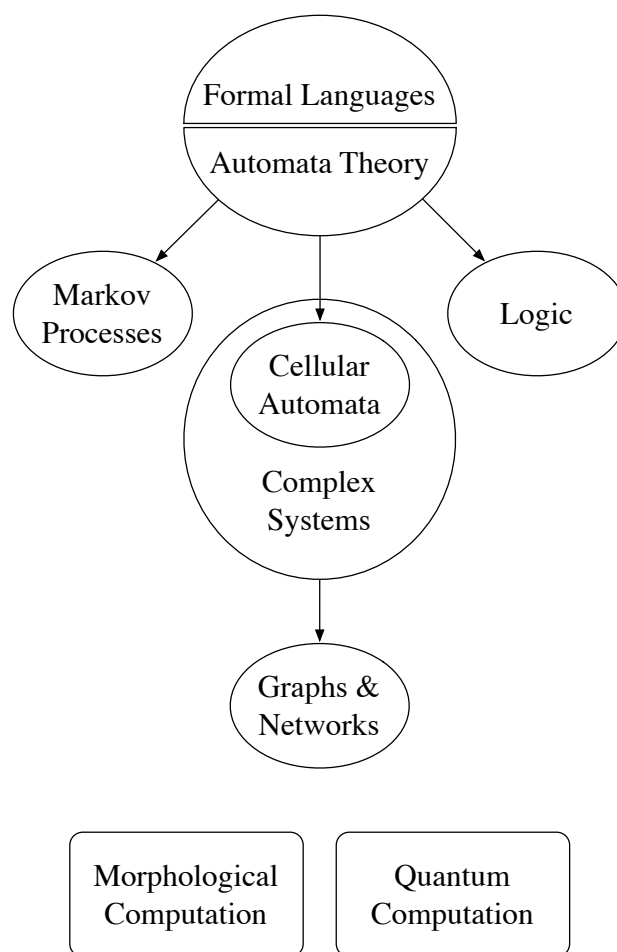 Formal Languages
Automata Theory
Markov
Processes
Logic
Cellular
Automata
Complex
Systems
Graphs &
Networks
Morphological
Computation
Quantum
Computation